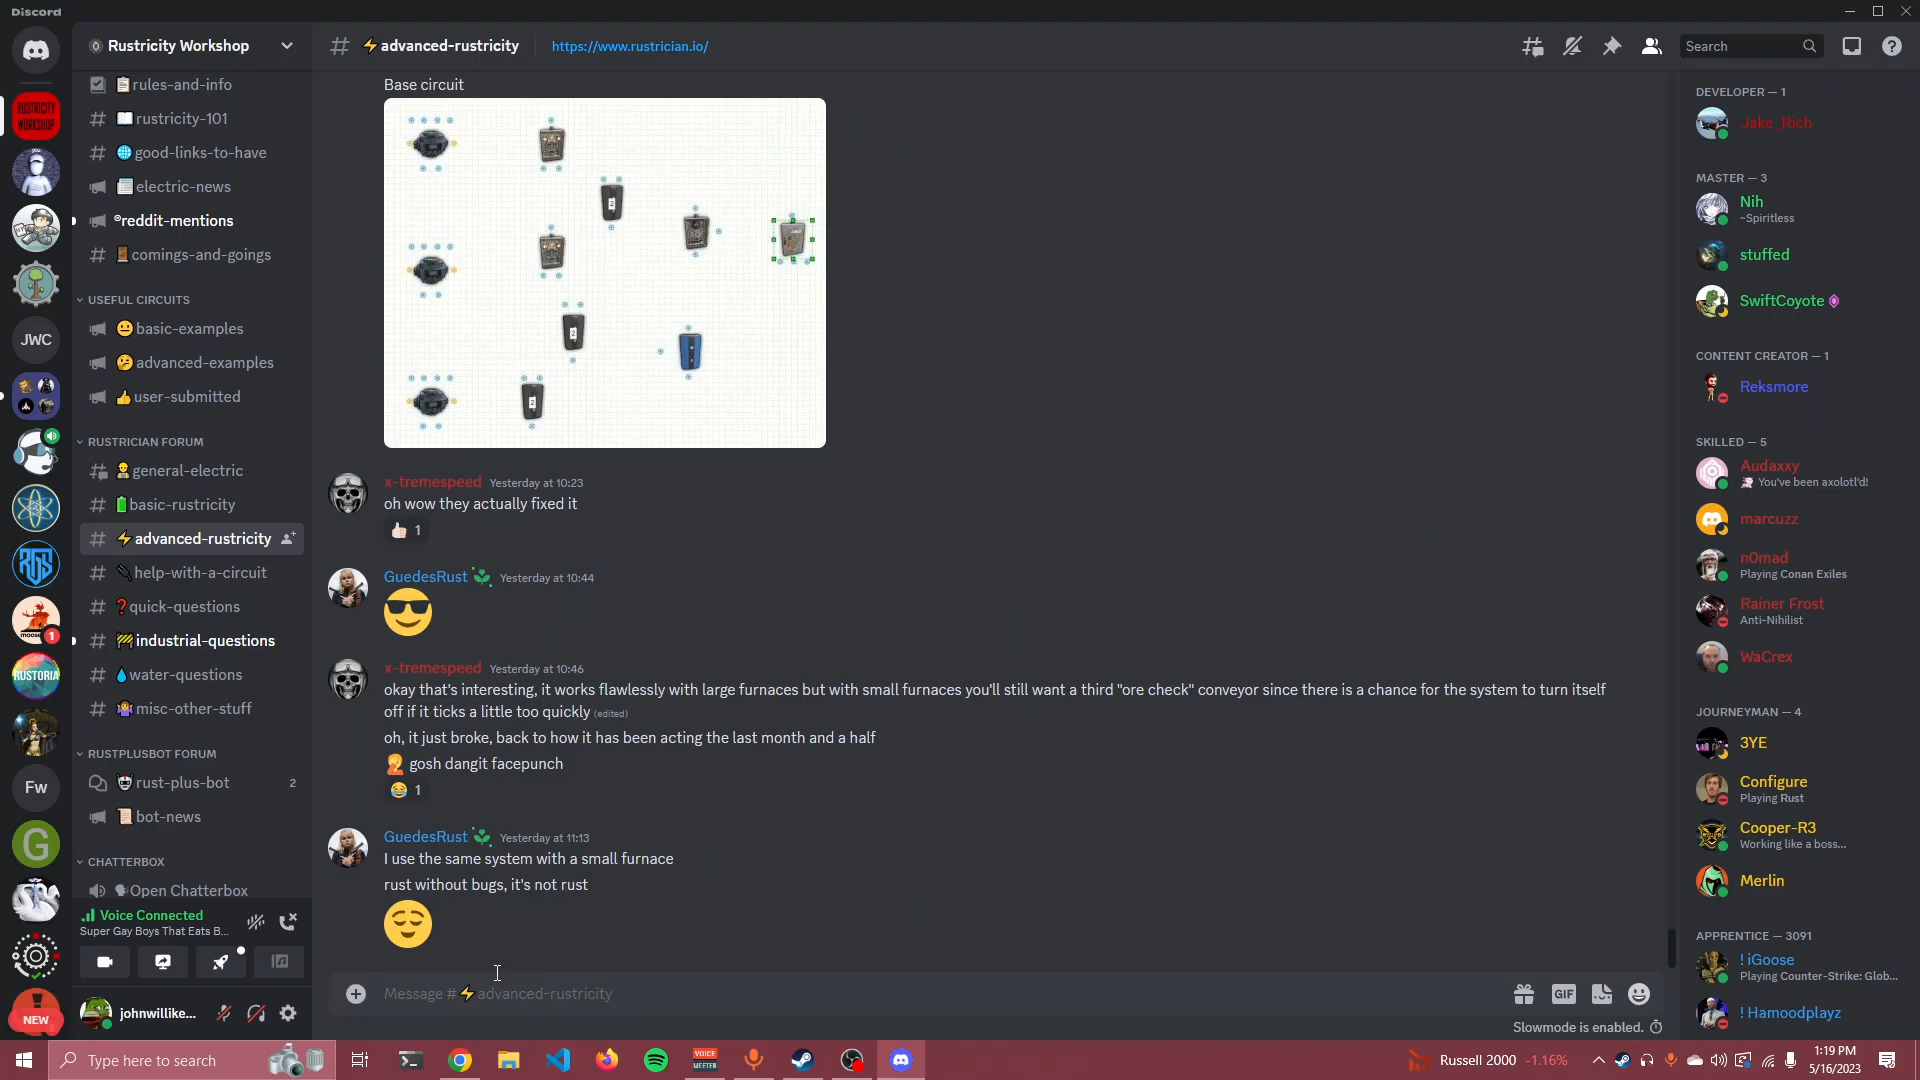 Discord
Rustricity Workshop
advanced-rustricity
https://www.rustrician.io/
Search
RUSTRICITY
WORKSHOP
JWC
RGS
MOOSE
1
RUSTORIA
Fw
G
NEW
rules-and-info
rustricity-101
good-links-to-have
electric-news
reddit-mentions
comings-and-goings
USEFUL CIRCUITS
basic-examples
advanced-examples
user-submitted
RUSTRICIAN FORUM
general-electric
basic-rustricity
advanced-rustricity
help-with-a-circuit
quick-questions
industrial-questions
water-questions
misc-other-stuff
RUSTPLUSBOT FORUM
rust-plus-bot 2
bot-news
CHATTERBOX
Open Chatterbox
Voice Connected
Super Gay Boys That Eats B...
johnwillike...
Base circuit
x-tremespeed Yesterday at 10:23
oh wow they actually fixed it
1
GuedesRust Yesterday at 10:44
x-tremespeed Yesterday at 10:46
okay that's interesting, it works flawlessly with large furnaces but with small furnaces you'll still want a third "ore check" conveyor since there is a chance for the system to turn itself
off if it ticks a little too quickly (edited)
oh, it just broke, back to how it has been acting the last month and a half
gosh dangit facepunch
1
GuedesRust Yesterday at 11:13
I use the same system with a small furnace
rust without bugs, it's not rust
Message #⚡advanced-rustricity
GIF
Slowmode is enabled.
DEVELOPER — 1
Jake_Rich
MASTER — 3
Nih
~Spiritless
stuffed
SwiftCoyote
CONTENT CREATOR — 1
Reksmore
SKILLED — 5
Audaxxy
You've been axolotl'd!
marcuzz
n0mad
Playing Conan Exiles
Rainer Frost
Anti-Nihilist
WaCrex
JOURNEYMAN — 4
3YE
Configure
Playing Rust
Cooper-R3
Working like a boss...
Merlin
APPRENTICE — 3091
! iGoose
Playing Counter-Strike: Glob...
! Hamoodplayz
Type here to search
VOICE
MEETER
Russell 2000 -1.16%
1:19 PM
5/16/2023